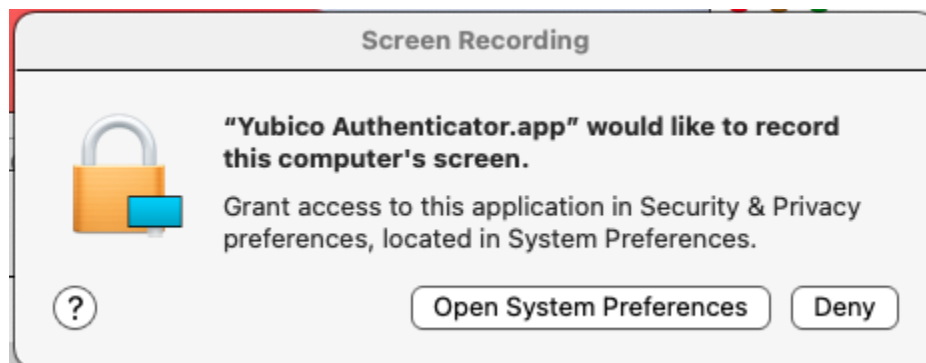 Screen Recording
“Yubico Authenticator.app” would like to record
this computer's screen.
Grant access to this application in Security & Privacy
preferences, located in System Preferences.
?
Open System Preferences
Deny